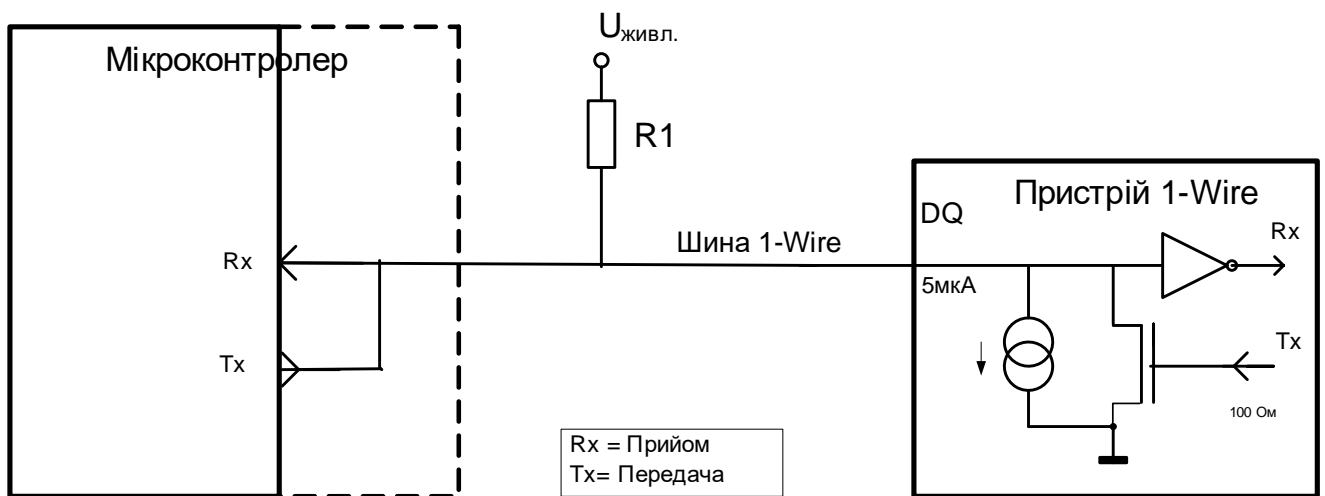 Uживл.
Мікроконтролер
R1
Пристрій 1-Wire
DQ
Rx
Шина 1-Wire
Rx
5мкА
Tx
Tx
100 Ом
Rx = Прийом
Tx= Передача